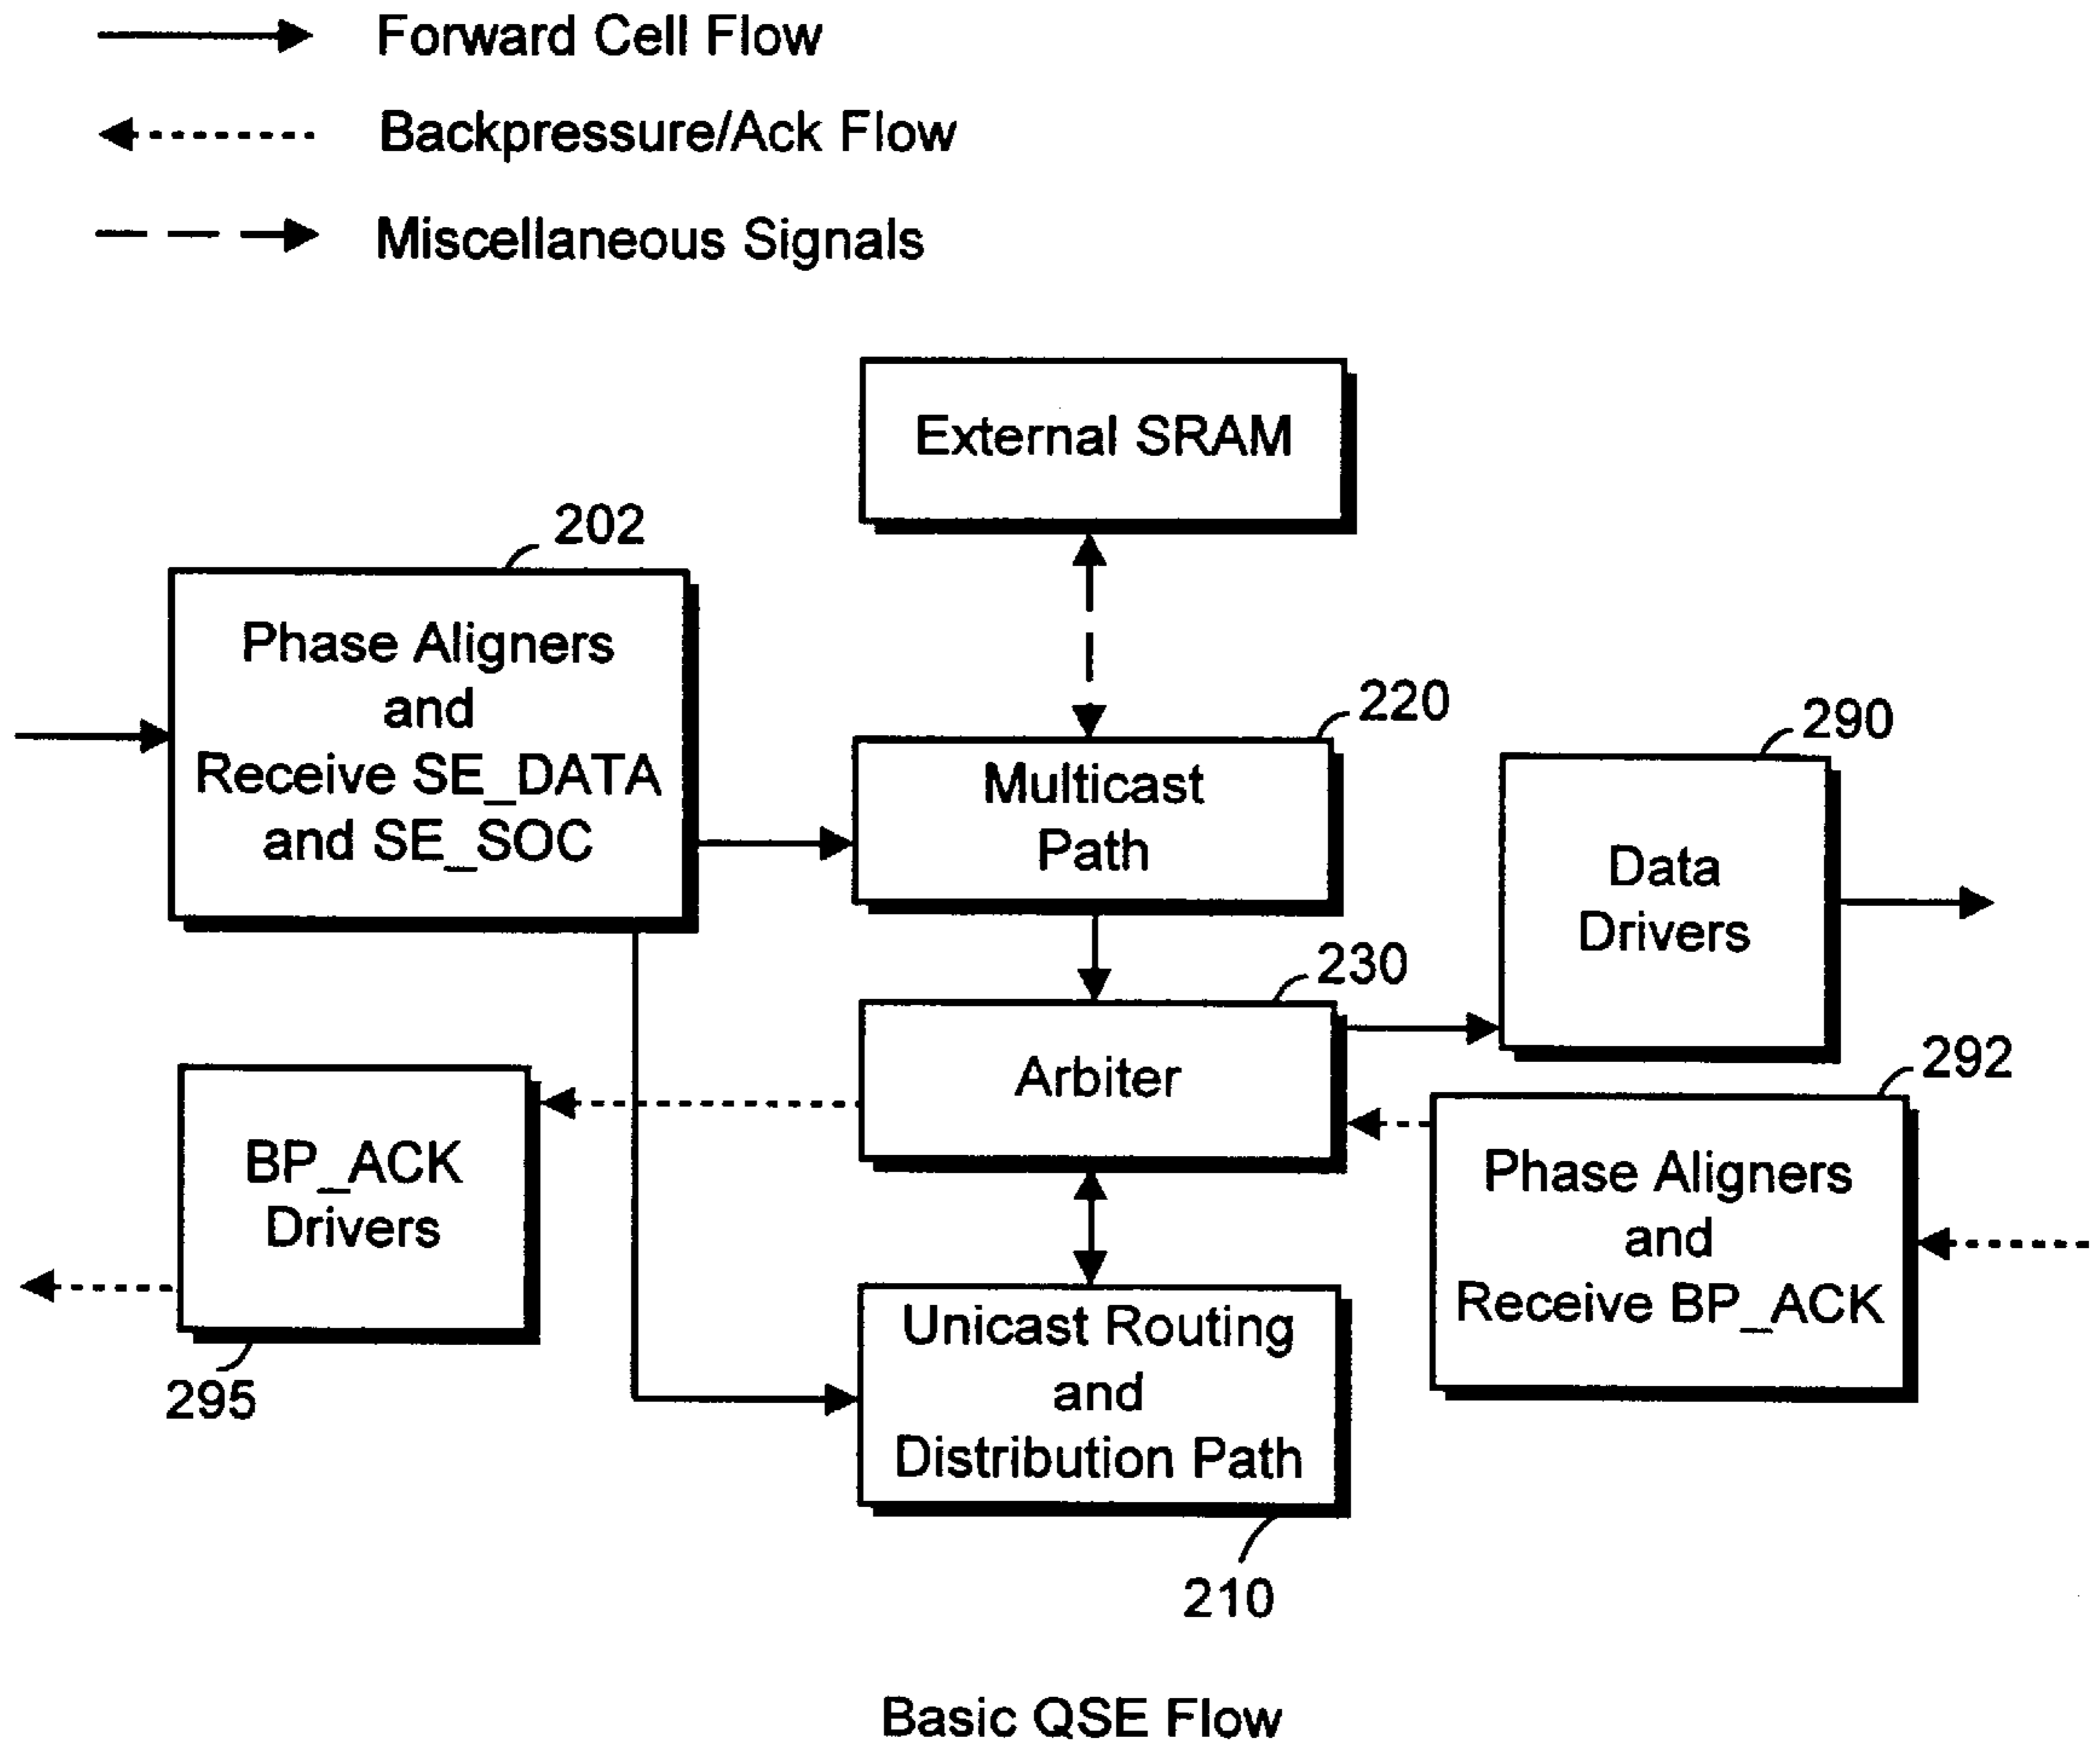 Forward Cell Flow
Backpressure/Ack Flow
Miscellaneous Signals
External SRAM
202
Phase Aligners
and
Receive SE_DATA
and SE_SOC
220
Multicast
Path
290
Data
Drivers
230
Arbiter
292
Phase Aligners
and
Receive BP_ACK
BP_ACK
Drivers
295
Unicast Routing
and
Distribution Path
210
Basic QSE Flow